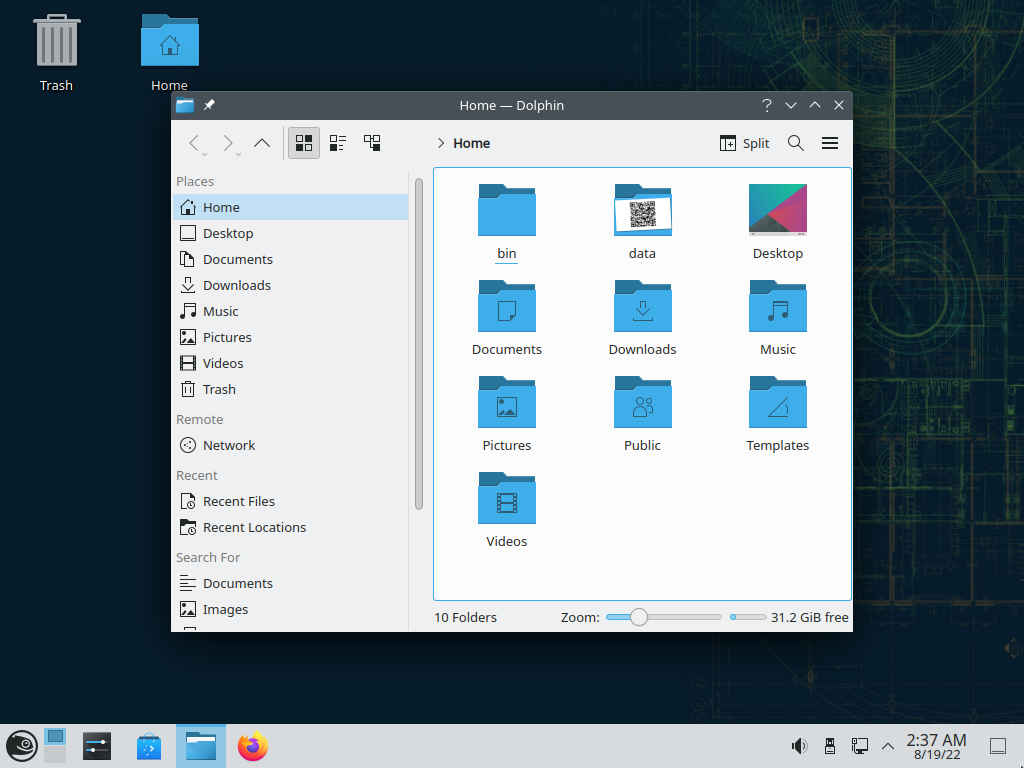 Trash
Home
Home — Dolphin
Home
Split
Places
Home
Desktop
Documents
Downloads
Music
Pictures
Videos
Trash
Remote
Network
Recent
Recent Files
Recent Locations
Search For
Documents
Images
bin
data
Desktop
Documents
Downloads
Music
Pictures
Public
Templates
Videos
10 Folders
Zoom:
31.2 GiB free
2:37 AM
8/19/22